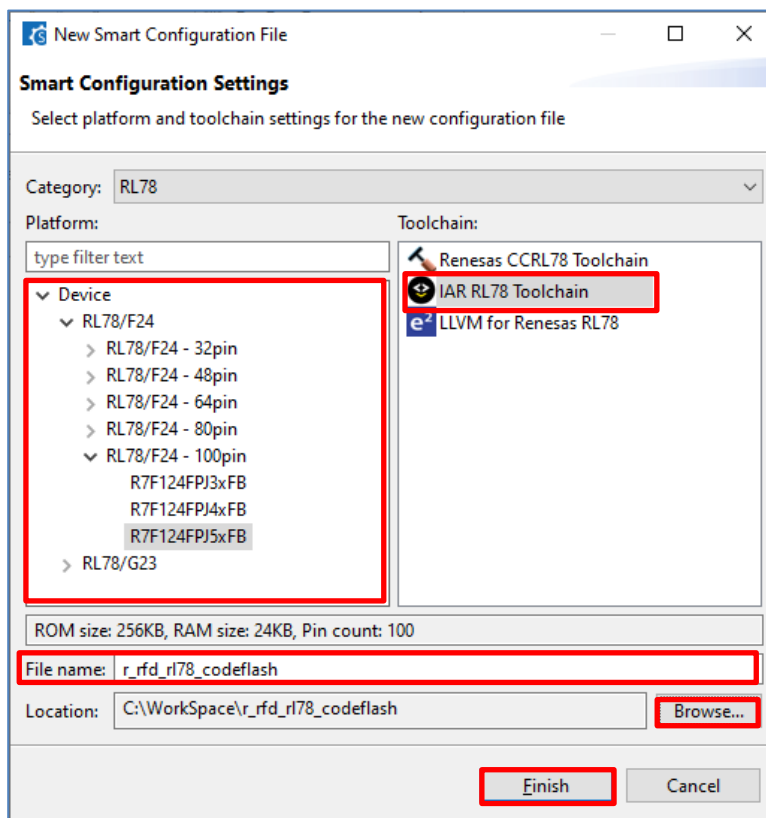 New Smart Configuration File
Smart Configuration Settings
Select platform and toolchain settings for the new configuration file
Category: RL78
Platform:
type filter text
Device
RL78/F24
RL78/F24 - 32pin
RL78/F24 - 48pin
RL78/F24 - 64pin
RL78/F24 - 80pin
RL78/F24 - 100pin
R7F124FPJ3xFB
R7F124FPJ4xFB
R7F124FPJ5xFB
RL78/G23
Toolchain:
Renesas CCRL78 Toolchain
IAR RL78 Toolchain
e² LLVM for Renesas RL78
ROM size: 256KB, RAM size: 24KB, Pin count: 100
File name: r_rfd_rl78_codeflash
Location: C:\WorkSpace\r_rfd_rl78_codeflash Browse...
Finish Cancel